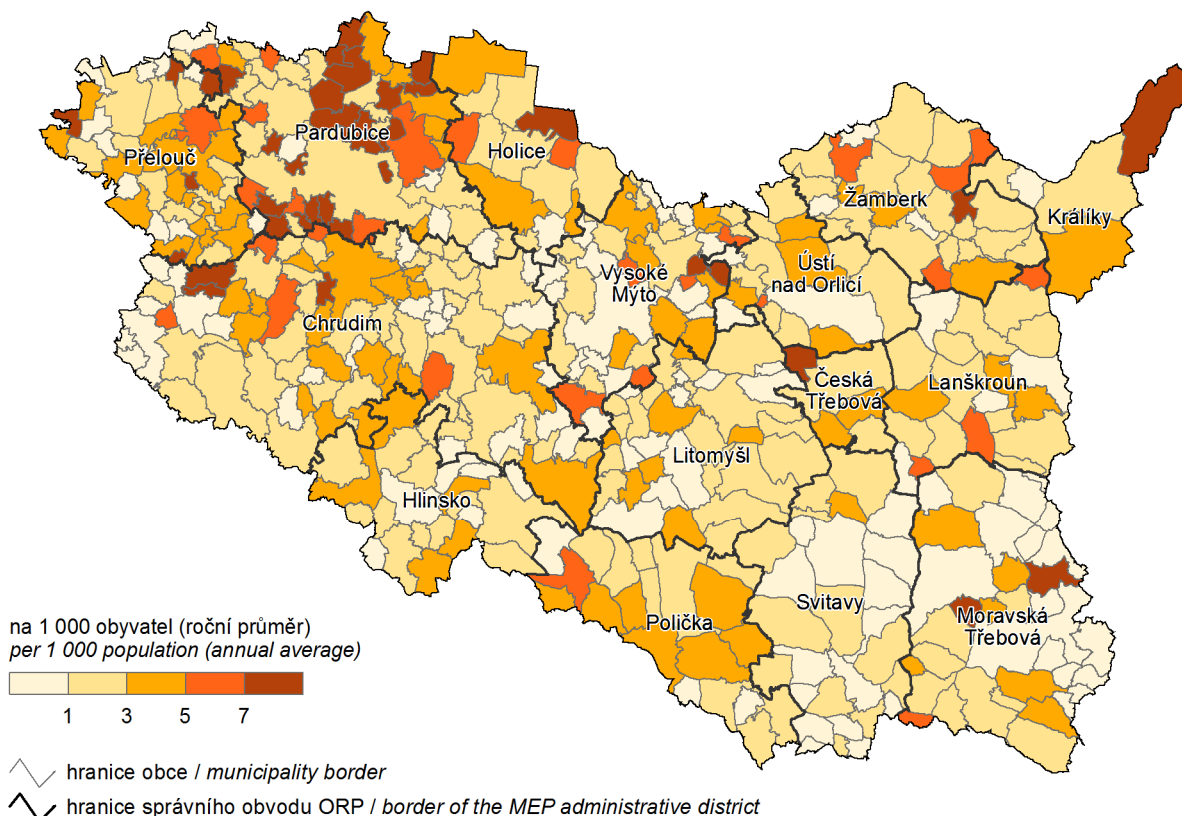 Pardubice
Přelouč
Holice
Žamberk
Králíky
Vysoké
Mýto
Ústí
nad Orlicí
Chrudim
Česká
Třebová
Lanškroun
Litomyšl
Hlinsko
Svitavy
Polička
Moravská
Třebová
na 1 000 obyvatel (roční průměr)
per 1 000 population (annual average)
1 3 5 7
hranice obce / municipality border
hranice správního obvodu ORP / border of the MEP administrative district